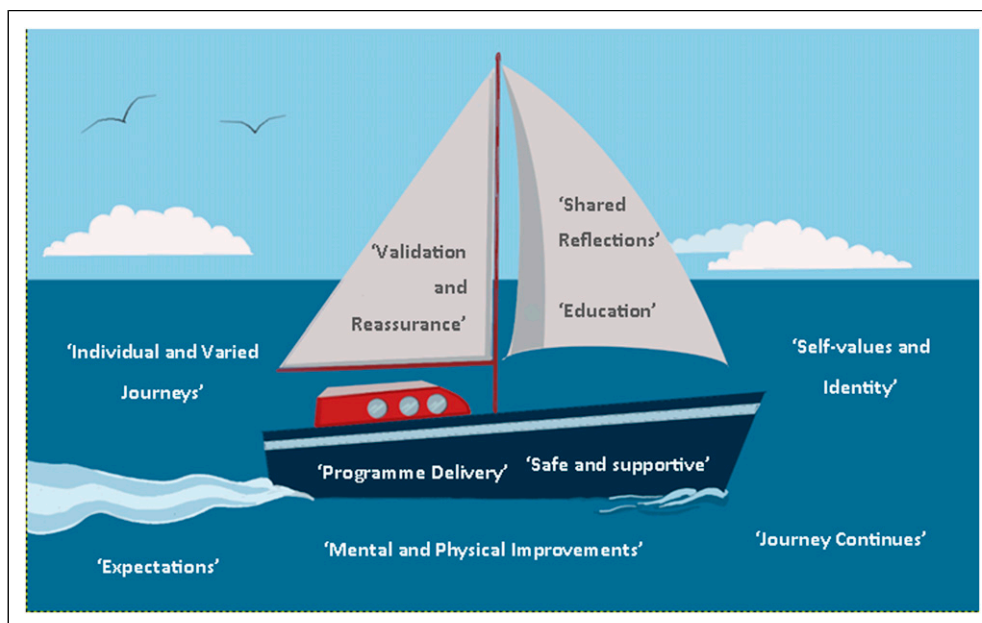 ‘Shared
Reflections’
‘Validation
and
Reassurance’
‘Education’
‘Individual and Varied
Journeys’
‘Self-values and
Identity’
‘Programme Delivery’
‘Safe and supportive’
‘Mental and Physical Improvements’
‘Journey Continues’
‘Expectations’